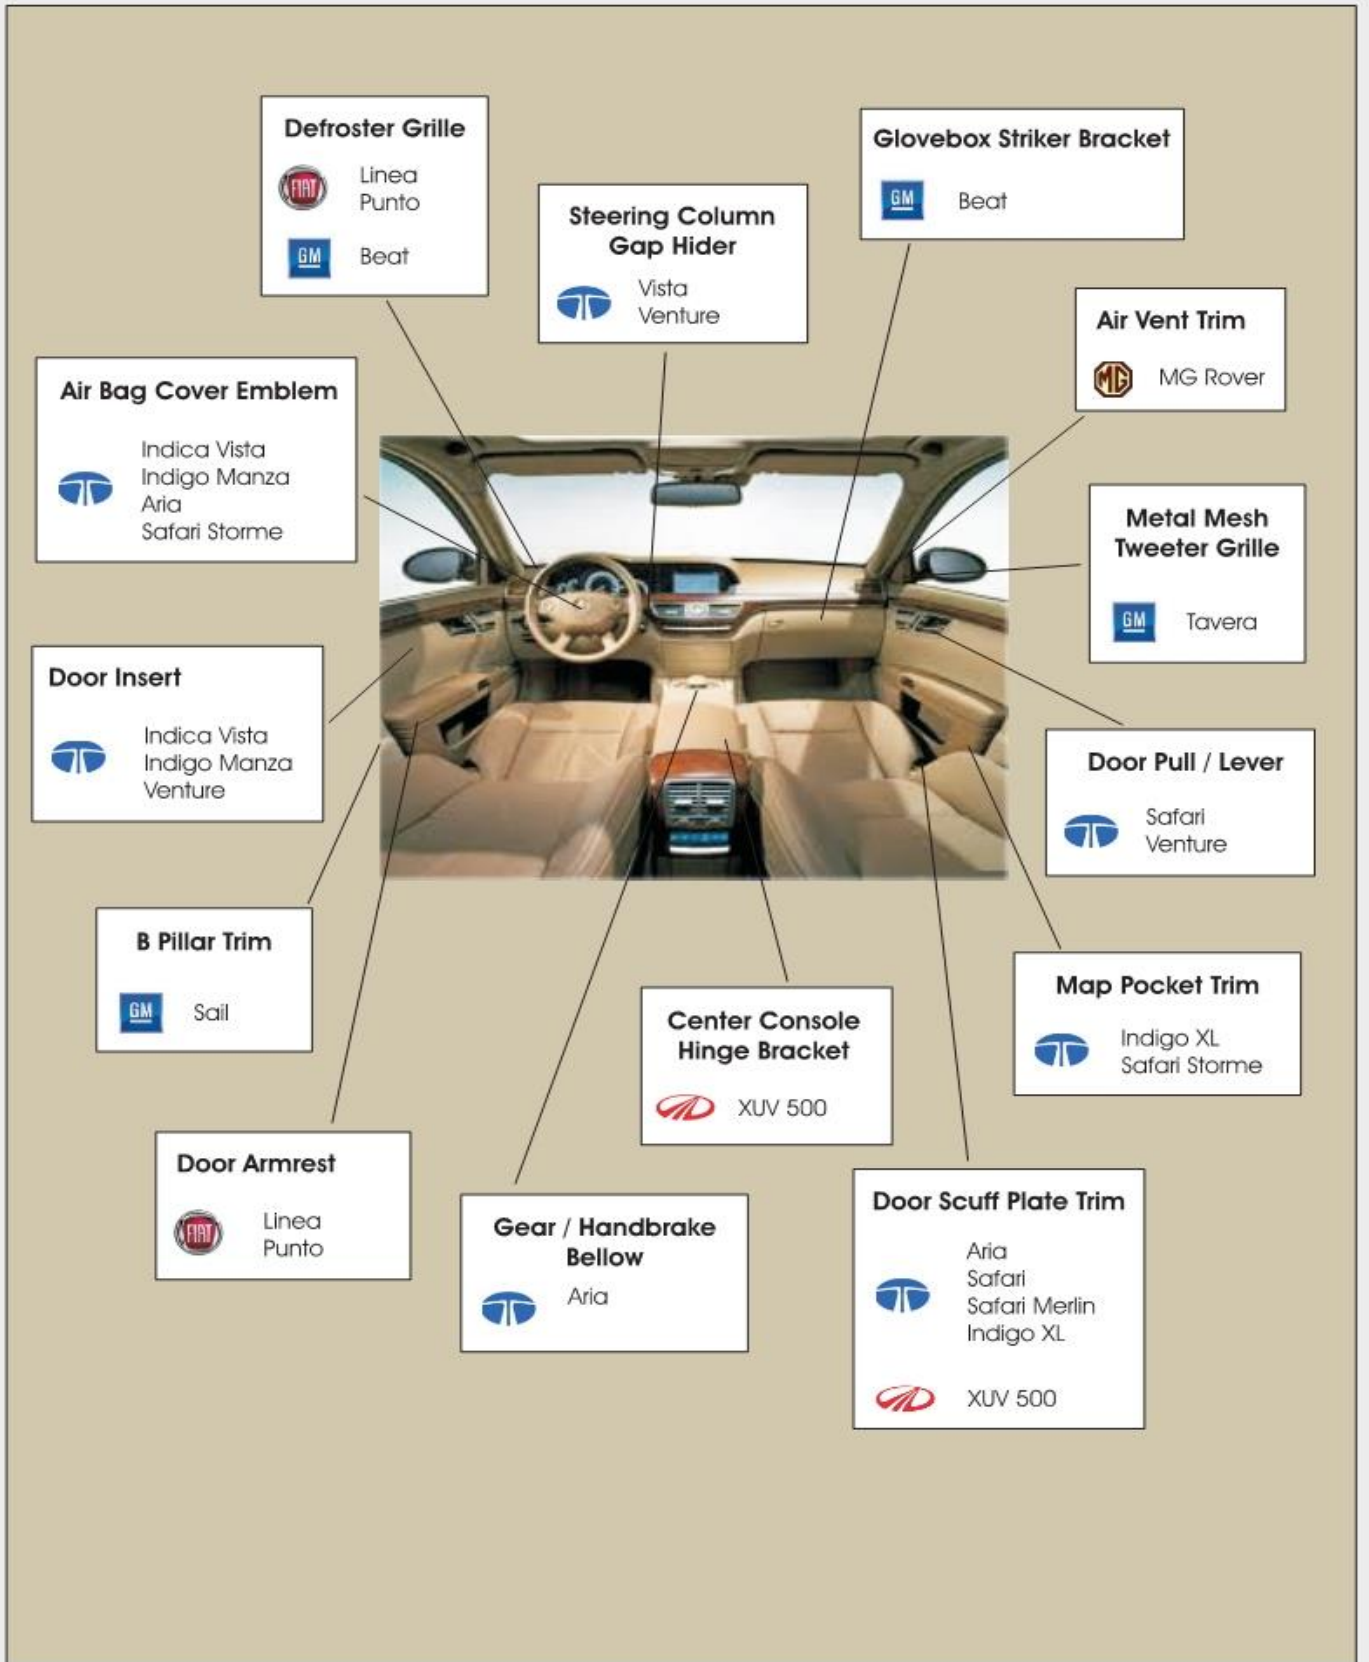 Defroster Grille
FIAT
Linea
Punto
GM
Beat
Glovebox Striker Bracket
GM
Beat
Steering Column
Gap Hider
Vista
Venture
Air Vent Trim
MG
MG Rover
Air Bag Cover Emblem
Indica Vista
Indigo Manza
Aria
Safari Storme
Metal Mesh
Tweeter Grille
GM
Tavera
Door Insert
Indica Vista
Indigo Manza
Venture
Door Pull / Lever
Safari
Venture
B Pillar Trim
GM
Sail
Map Pocket Trim
Indigo XL
Safari Storme
Center Console
Hinge Bracket
XUV 500
Door Armrest
FIAT
Linea
Punto
Gear / Handbrake
Bellow
Aria
Door Scuff Plate Trim
Aria
Safari
Safari Merlin
Indigo XL
XUV 500